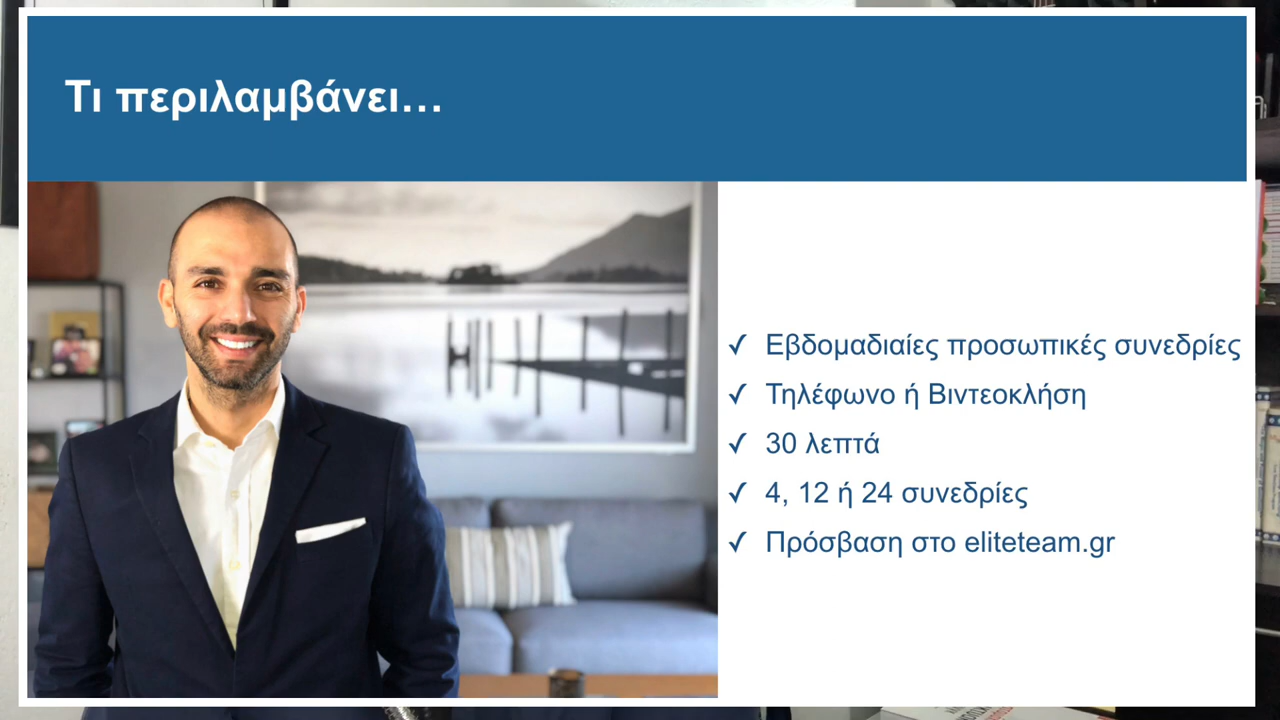 Τι περιλαμβάνει...
✓ Εβδομαδιαίες προσωπικές συνεδρίες
✓ Τηλέφωνο ή Βιντεοκλήση
✓ 30 λεπτά
✓ 4, 12 ή 24 συνεδρίες
✓ Πρόσβαση στο eliteteam.gr